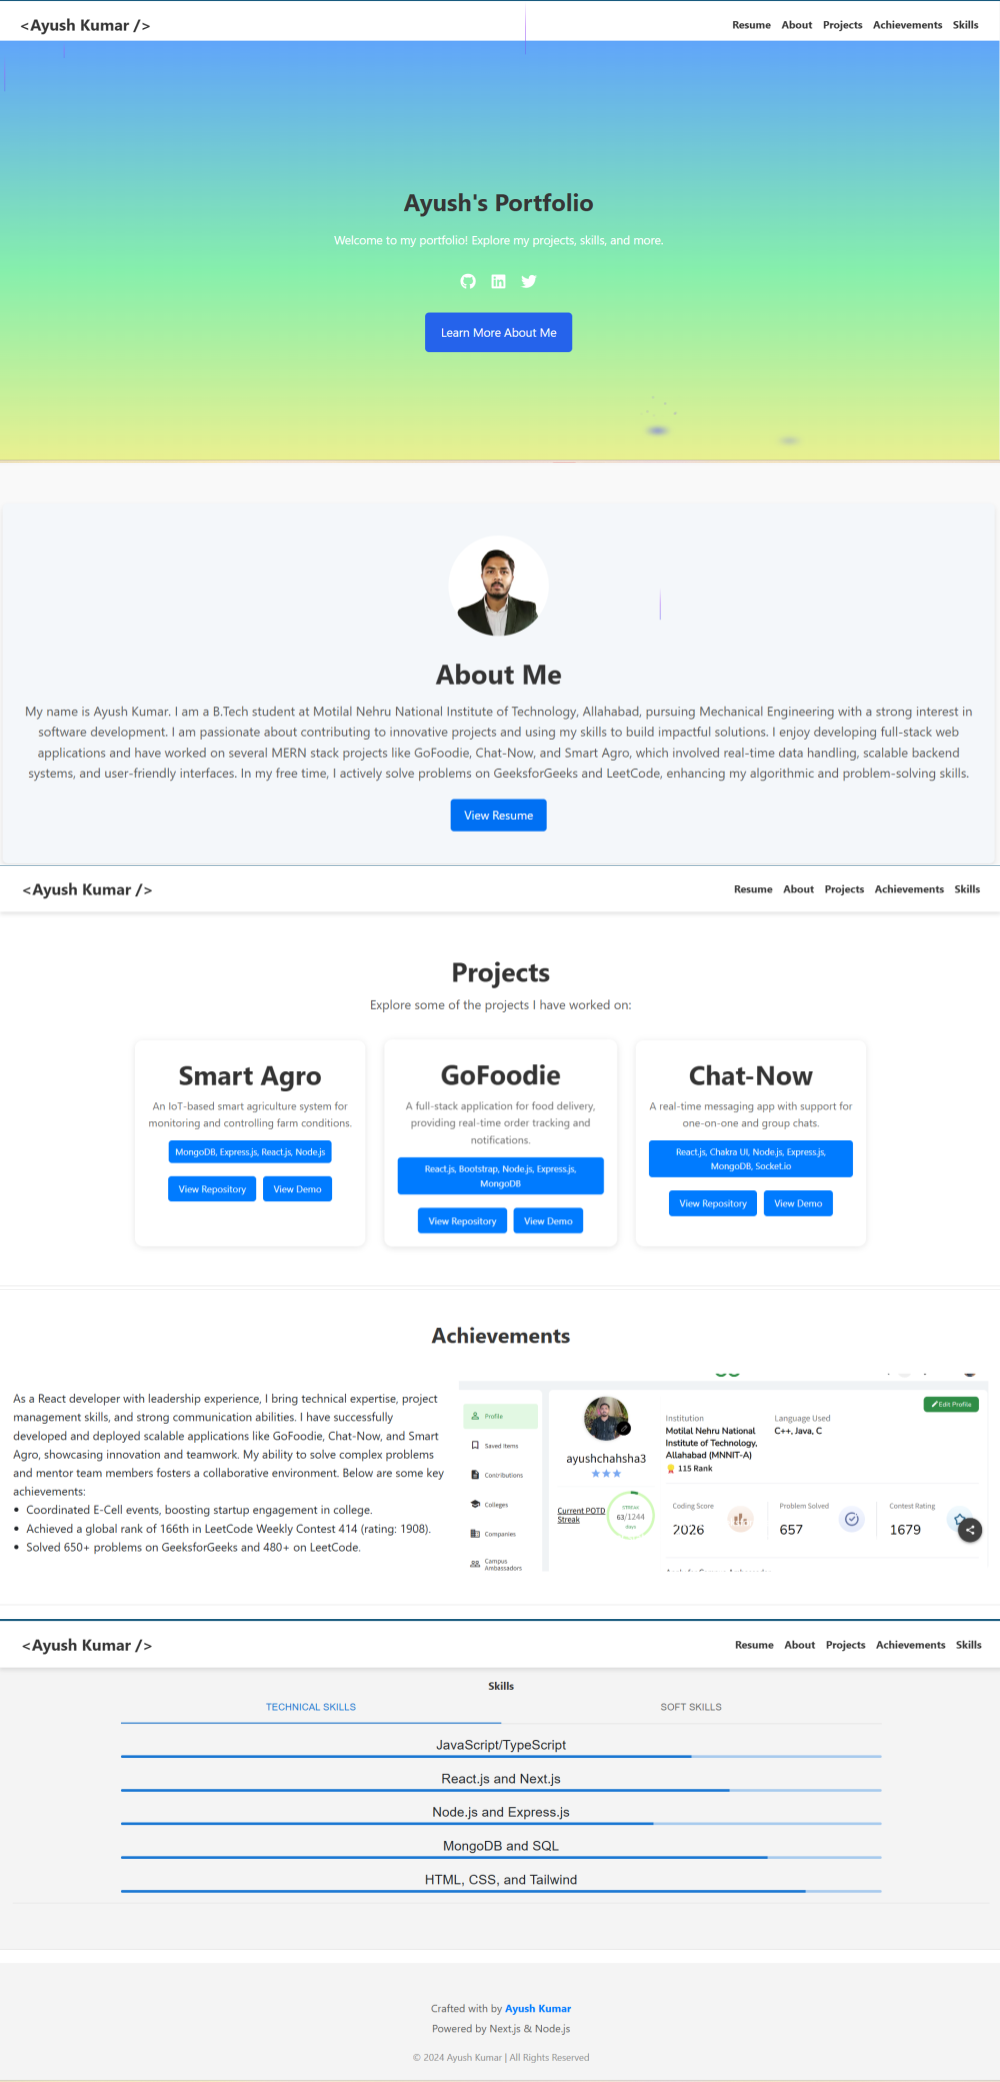 <Ayush Kumar />
Resume About Projects Achievements Skills
Ayush's Portfolio
Welcome to my portfolio! Explore my projects, skills, and more.
Learn More About Me
About Me
My name is Ayush Kumar. I am a B.Tech student at Motilal Nehru National Institute of Technology, Allahabad, pursuing Mechanical Engineering with a strong interest in
software development. I am passionate about contributing to innovative projects and using my skills to build impactful solutions. I enjoy developing full-stack web
applications and have worked on several MERN stack projects like GoFoodie, Chat-Now, and Smart Agro, which involved real-time data handling, scalable backend
systems, and user-friendly interfaces. In my free time, I actively solve problems on GeeksforGeeks and LeetCode, enhancing my algorithmic and problem-solving skills.
View Resume
<Ayush Kumar />
Resume About Projects Achievements Skills
Projects
Explore some of the projects I have worked on:
Smart Agro
An IoT-based smart agriculture system for
monitoring and controlling farm conditions.
MongoDB, Express.js, React.js, Node.js
View Repository View Demo
GoFoodie
A full-stack application for food delivery,
providing real-time order tracking and
notifications.
React.js, Bootstrap, Node.js, Express.js,
MongoDB
View Repository View Demo
Chat-Now
A real-time messaging app with support for
one-on-one and group chats.
React.js, Chakra UI, Node.js, Express.js,
MongoDB, Socket.io
View Repository View Demo
Achievements
As a React developer with leadership experience, I bring technical expertise, project
management skills, and strong communication abilities. I have successfully
developed and deployed scalable applications like GoFoodie, Chat-Now, and Smart
Agro, showcasing innovation and teamwork. My ability to solve complex problems
and mentor team members fosters a collaborative environment. Below are some key
achievements:
• Coordinated E-Cell events, boosting startup engagement in college.
• Achieved a global rank of 166th in LeetCode Weekly Contest 414 (rating: 1908).
• Solved 650+ problems on GeeksforGeeks and 480+ on LeetCode.
Profile
Saved Items
Contributions
Colleges
Companies
Campus
Ambassadors
ayushchahsha3
Current POTD
Streak
STREAK
63/1244
days
Edit Profile
Institution
Motilal Nehru National
Institute of Technology,
Allahabad (MNNIT-A)
115 Rank
Language Used
C++, Java, C
Coding Score
2026
Problem Solved
657
Contest Rating
1679
<Ayush Kumar />
Resume About Projects Achievements Skills
Skills
TECHNICAL SKILLS SOFT SKILLS
JavaScript/TypeScript
React.js and Next.js
Node.js and Express.js
MongoDB and SQL
HTML, CSS, and Tailwind
Crafted with by Ayush Kumar
Powered by Next.js & Node.js
© 2024 Ayush Kumar | All Rights Reserved